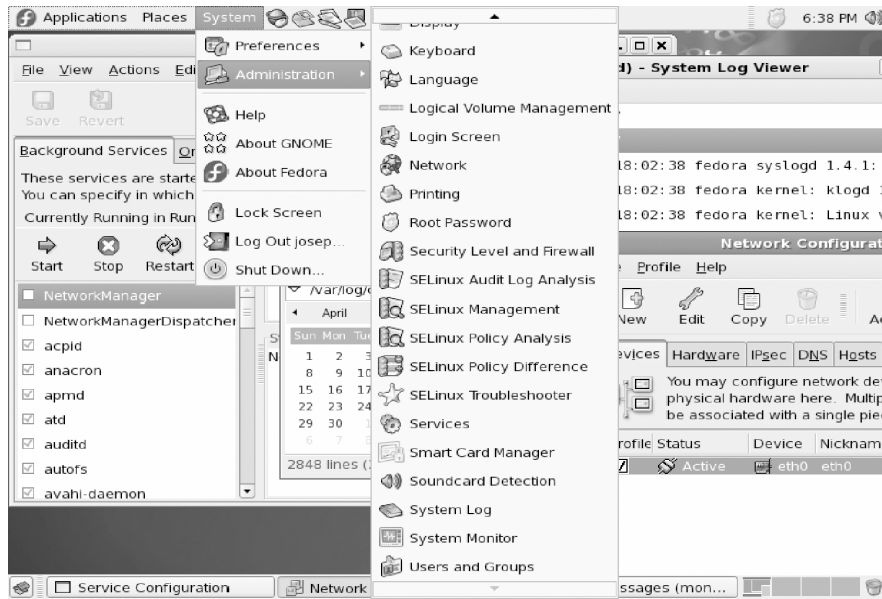 Applications Places System
6:38 PM
Preferences
Administration
Help
About GNOME
About Fedora
Lock Screen
Log Out josep...
Shut Down...
Display
Keyboard
Language
Logical Volume Management
Login Screen
Network
Printing
Root Password
Security Level and Firewall
SELinux Audit Log Analysis
SELinux Management
SELinux Policy Analysis
SELinux Policy Difference
SELinux Troubleshooter
Services
Smart Card Manager
Soundcard Detection
System Log
System Monitor
Users and Groups
File View Actions Edi
Save Revert
Background Services
These services are starte
You can specify in which
Currently Running in Run
Start Stop Restart
NetworkManager
NetworkManagerDispatcher
acpid
anacron
apmd
atd
auditd
autofs
avahi-daemon
/var/log/
April
Sun Mon Tue
1 2 3
8 9 10
15 16 17
22 23 24
29 30 1
6 7 8
2848 lines (
d) - System Log Viewer
18:02:38 fedora syslogd 1.4.1:
18:02:38 fedora kernel: klogd
18:02:38 fedora kernel: Linux v
Network Configurat
Profile Help
New Edit Copy Delete
evices Hardware IPsec DNS Hosts
You may configure network de
physical hardware here. Multip
be associated with a single pie
rofile Status Device Nicknam
Active eth0 eth0
Service Configuration
Network
ssages (mon...